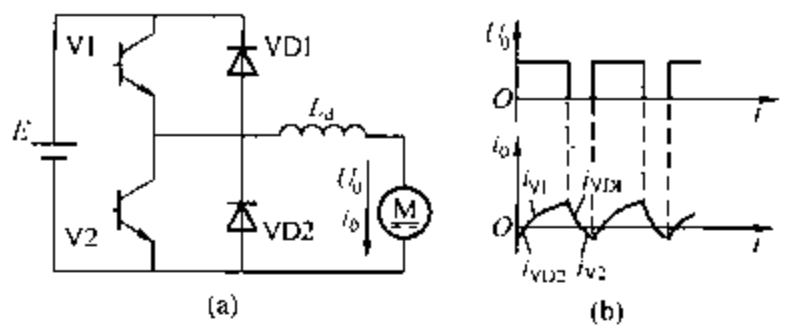 V1
VD1
E
L_d
U_0
i_0
M
V2
VD2
(a)
U_0
O
t
i_0
i_V1
i_VD1
O
t
i_VD2
i_V2
(b)